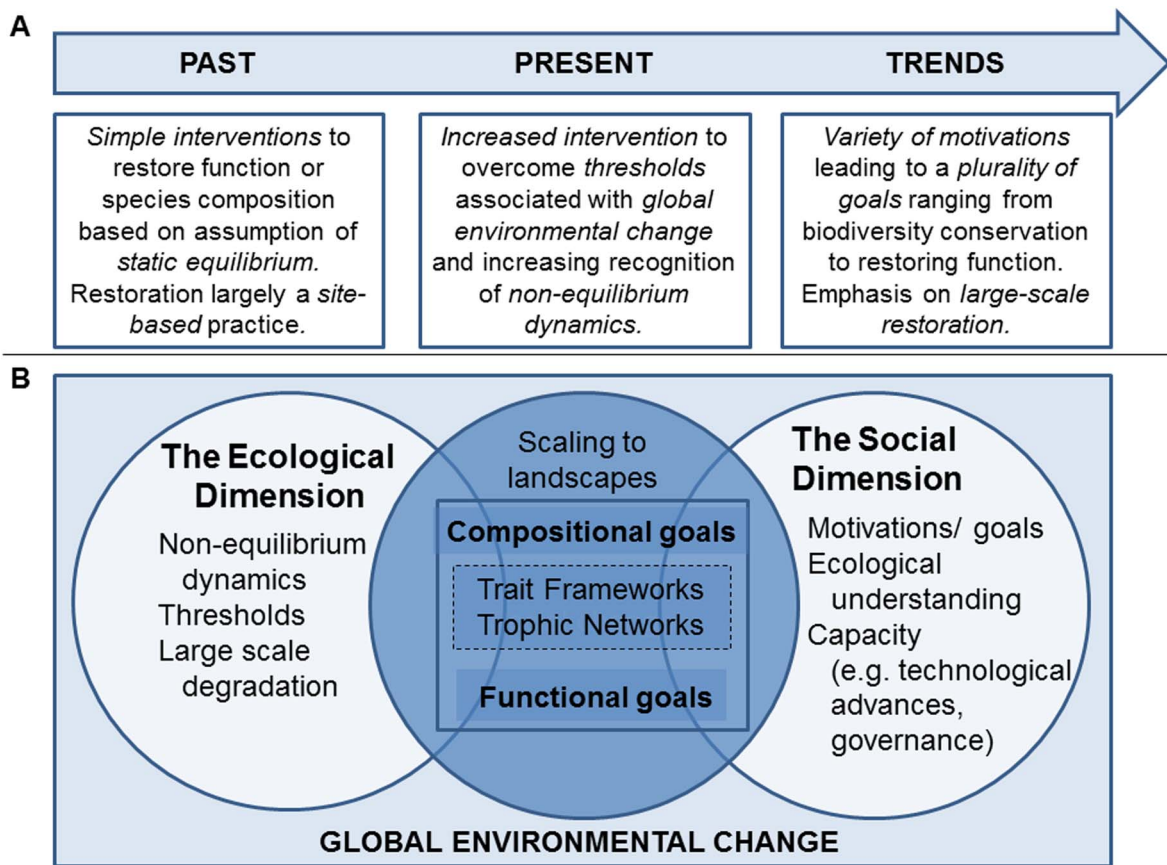 A
PAST
PRESENT
TRENDS
Simple interventions to
restore function or
species composition
based on assumption of
static equilibrium.
Restoration largely a site-
based practice.
Increased intervention to
overcome thresholds
associated with global
environmental change
and increasing recognition
of non-equilibrium
dynamics.
Variety of motivations
leading to a plurality of
goals ranging from
biodiversity conservation
to restoring function.
Emphasis on large-scale
restoration.
B
The Ecological
Dimension
Non-equilibrium
dynamics
Thresholds
Large scale
degradation
Scaling to
landscapes
Compositional goals
Trait Frameworks
Trophic Networks
Functional goals
The Social
Dimension
Motivations/ goals
Ecological
understanding
Capacity
(e.g. technological
advances,
governance)
GLOBAL ENVIRONMENTAL CHANGE